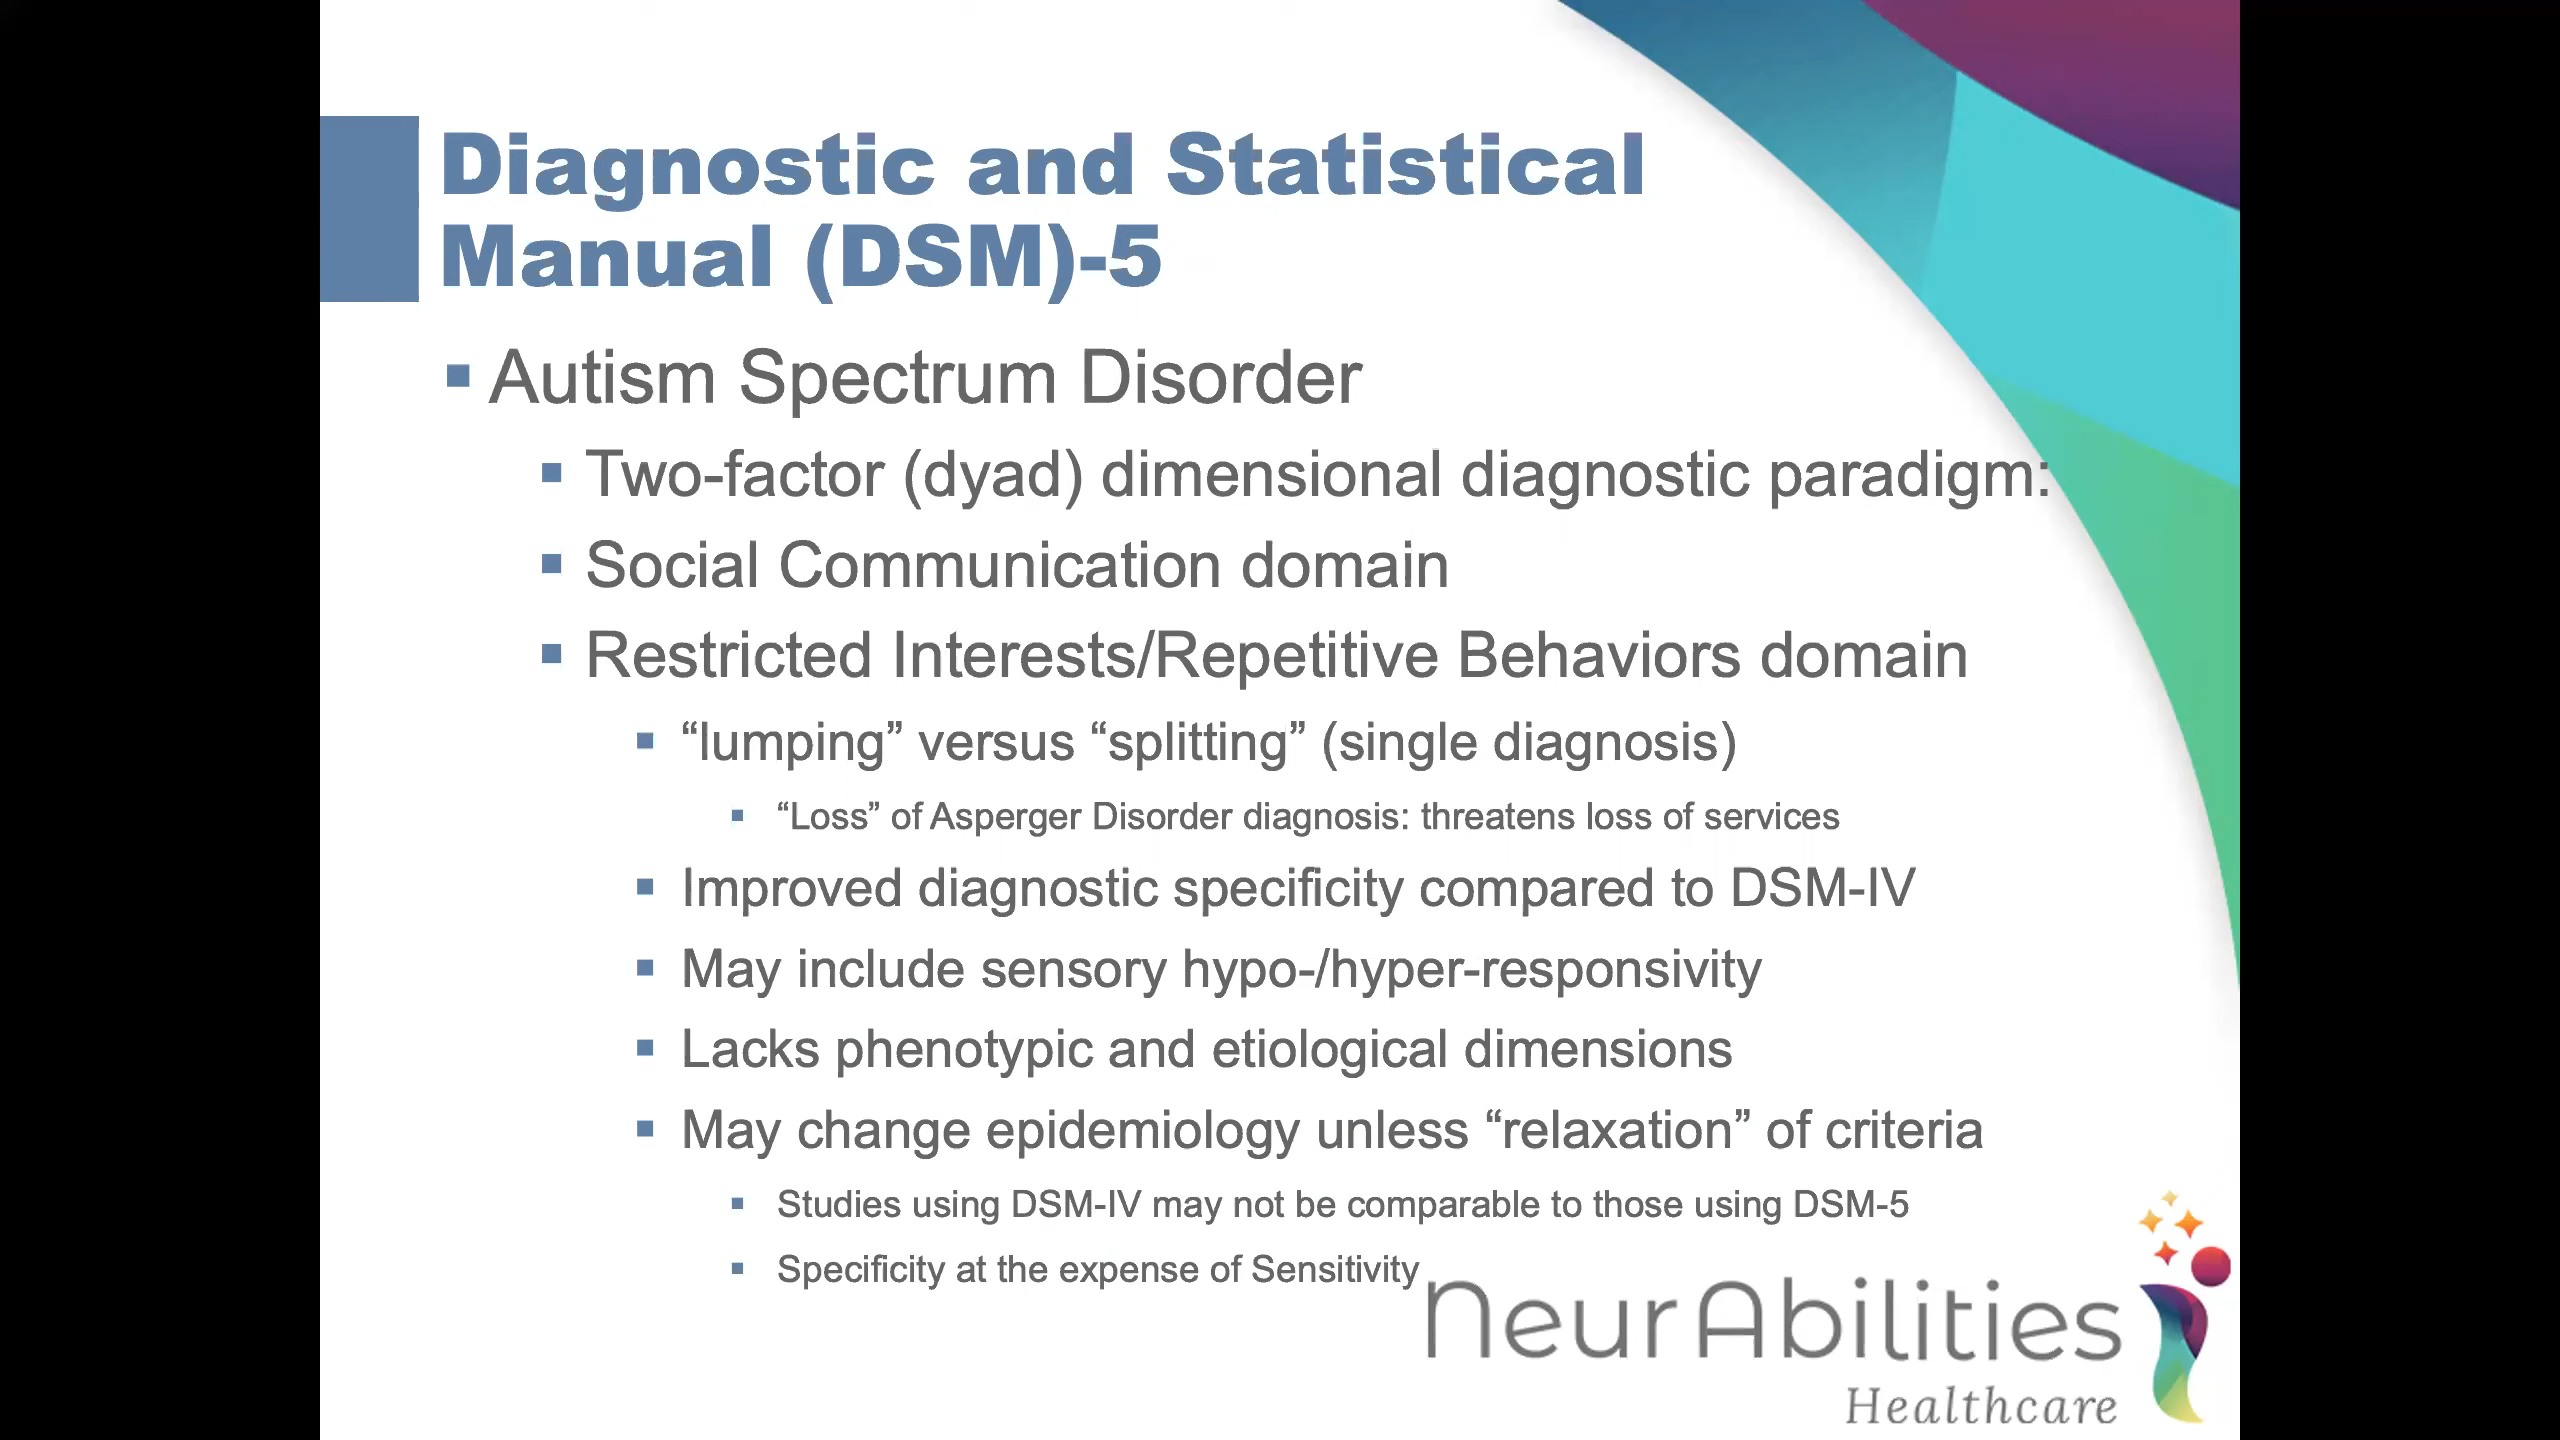 Diagnostic and Statistical
Manual (DSM)-5
Autism Spectrum Disorder
Two-factor (dyad) dimensional diagnostic paradigm:
Social Communication domain
Restricted Interests/Repetitive Behaviors domain
“lumping” versus “splitting” (single diagnosis)
“Loss” of Asperger Disorder diagnosis: threatens loss of services
Improved diagnostic specificity compared to DSM-IV
May include sensory hypo-/hyper-responsivity
Lacks phenotypic and etiological dimensions
May change epidemiology unless “relaxation” of criteria
Studies using DSM-IV may not be comparable to those using DSM-5
Specificity at the expense of Sensitivity
NeurAbilities
Healthcare